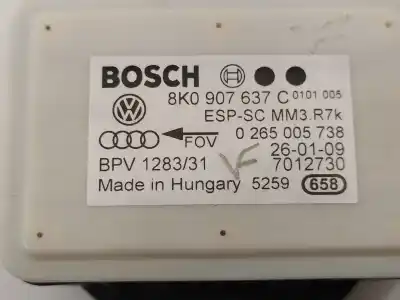 BOSCH
8K0 907 637 C 0101 005
ESP-SC MM3.R7k
FOV 0 265 005 738
BPV 1283/31 26-01-09
VF 7012730
Made in Hungary 5259 658